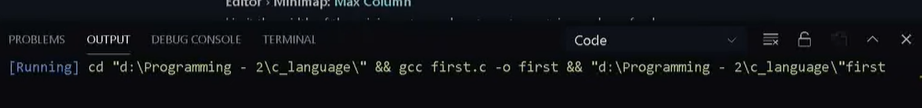 Editor › Minimap: Max Column
PROBLEMS OUTPUT DEBUG CONSOLE TERMINAL Code
[Running] cd "d:\Programming - 2\c_language\" && gcc first.c -o first && "d:\Programming - 2\c_language\"first